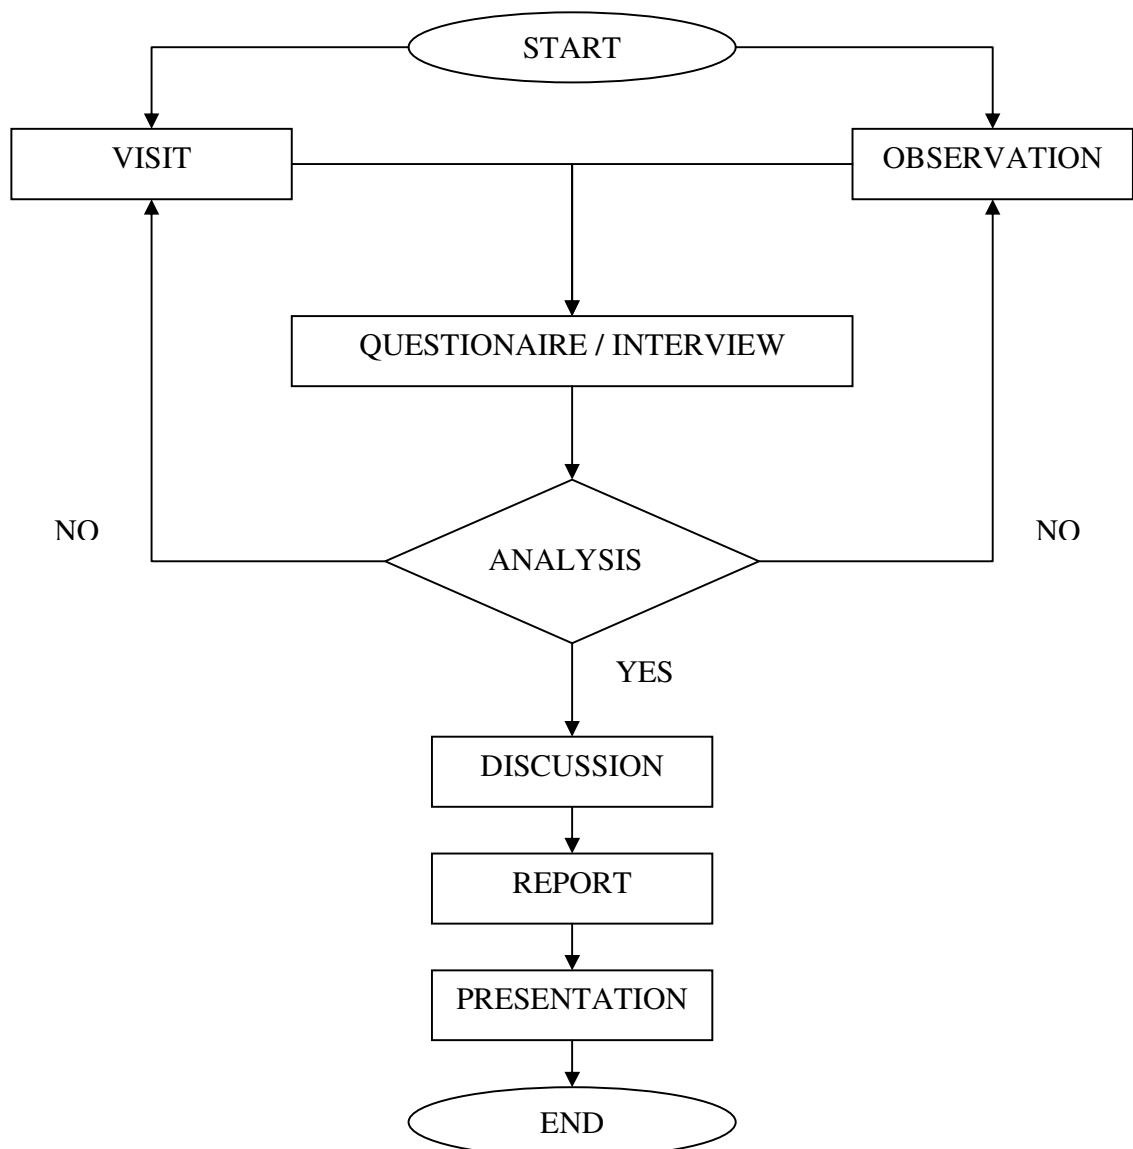 START
VISIT
OBSERVATION
QUESTIONAIRE / INTERVIEW
NO
NO
ANALYSIS
YES
DISCUSSION
REPORT
PRESENTATION
END